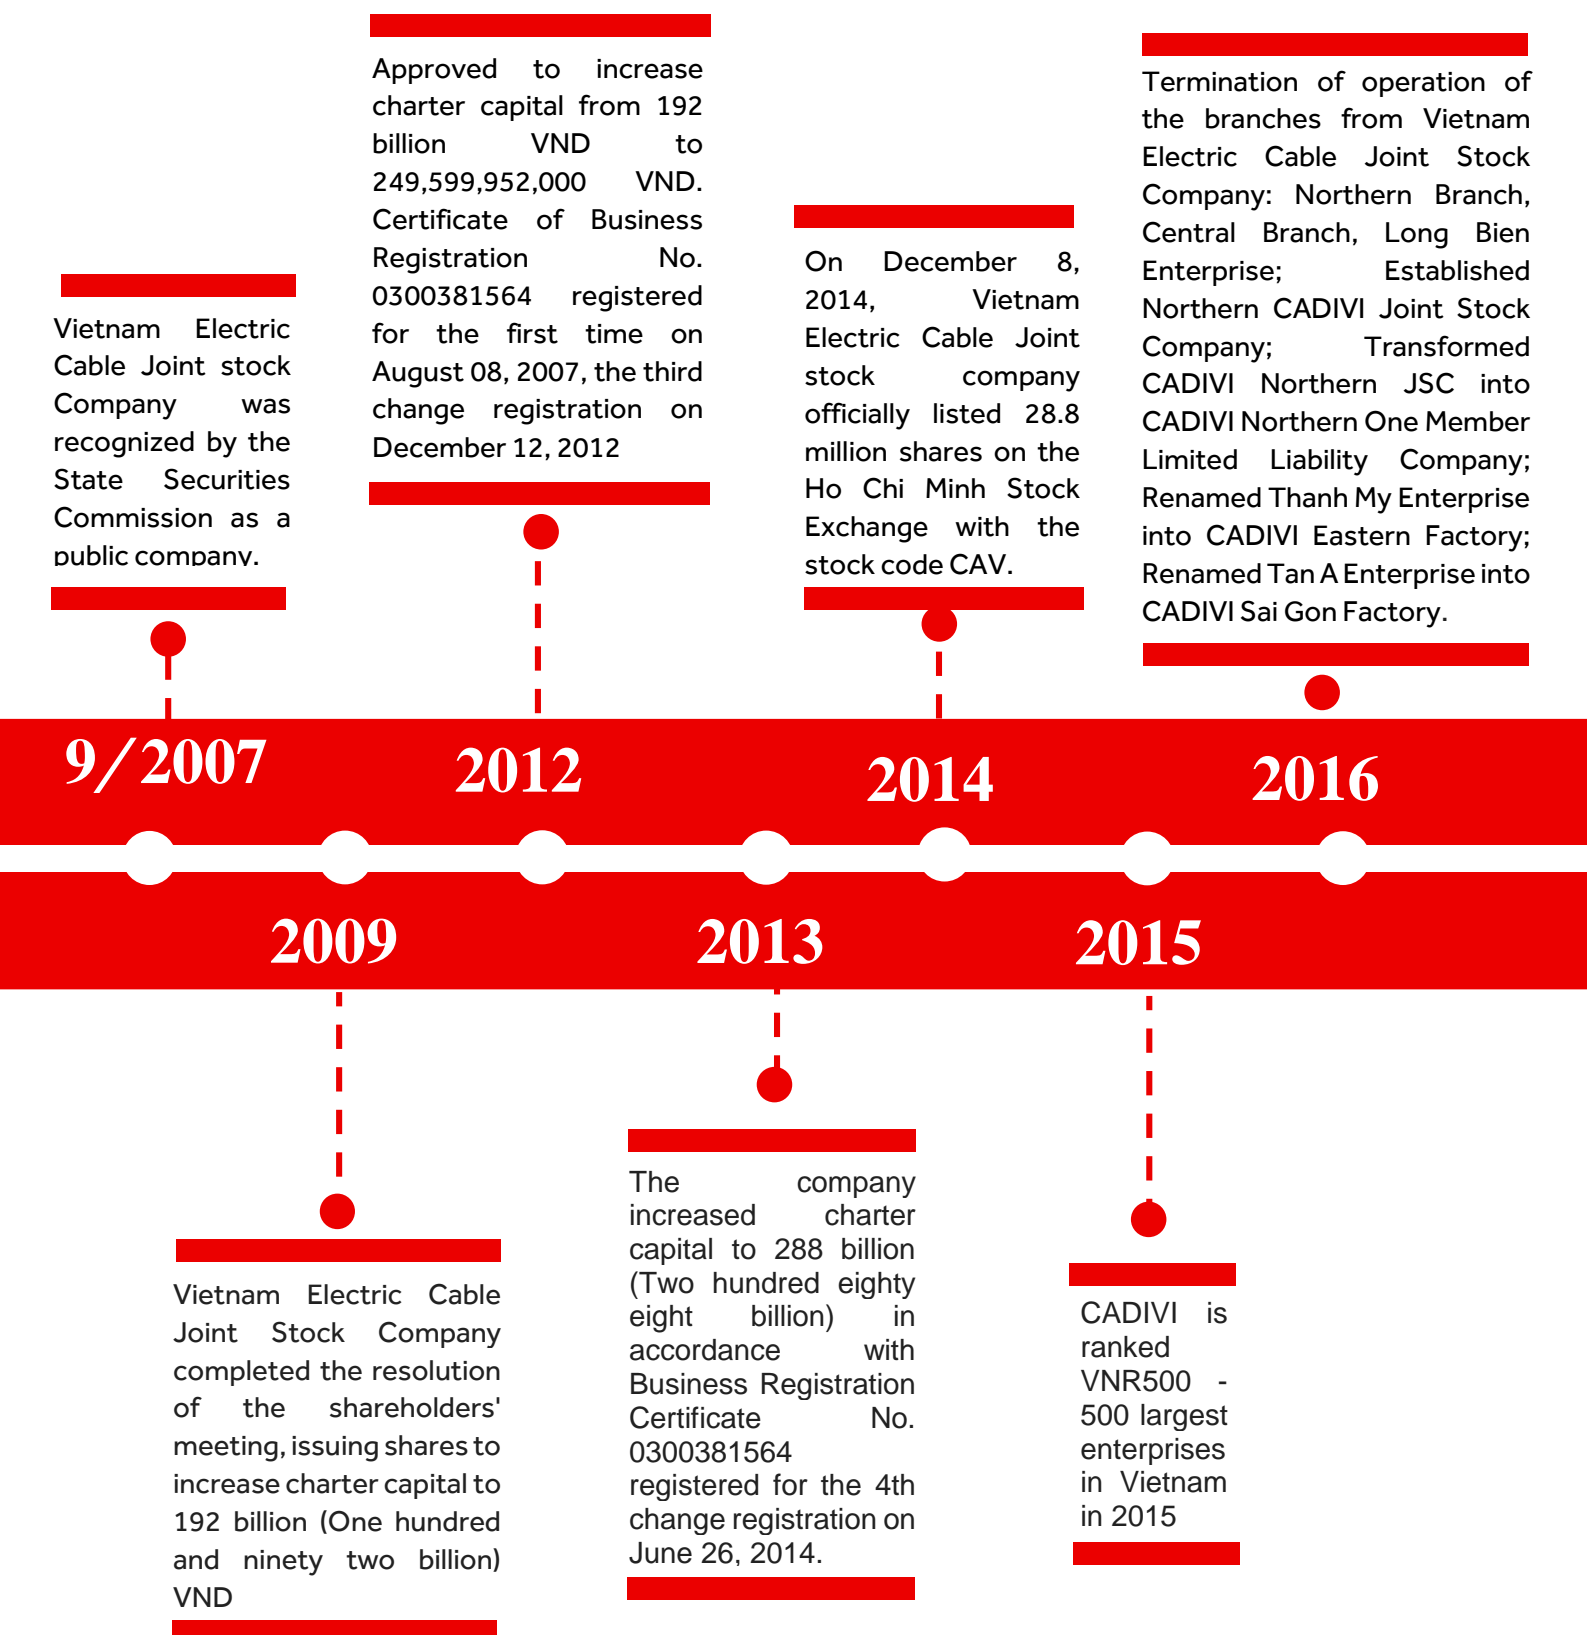 Approved to increase
charter capital from 192
billion VND to
249,599,952,000 VND.
Certificate of Business
Registration No.
0300381564 registered
for the first time on
August 08, 2007, the third
change registration on
December 12, 2012
Termination of operation of
the branches from Vietnam
Electric Cable Joint Stock
Company: Northern Branch,
Central Branch, Long Bien
Enterprise; Established
Northern CADIVI Joint Stock
Company; Transformed
CADIVI Northern JSC into
CADIVI Northern One Member
Limited Liability Company;
Renamed Thanh My Enterprise
into CADIVI Eastern Factory;
Renamed Tan A Enterprise into
CADIVI Sai Gon Factory.
On December 8,
2014, Vietnam
Electric Cable Joint
stock company
officially listed 28.8
million shares on the
Ho Chi Minh Stock
Exchange with the
stock code CAV.
Vietnam Electric
Cable Joint stock
Company was
recognized by the
State Securities
Commission as a
public company.
9/2007
2012
2014
2016
2009
2013
2015
The company
increased charter
capital to 288 billion
(Two hundred eighty
eight billion) in
accordance with
Business Registration
Certificate No.
0300381564
registered for the 4th
change registration on
June 26, 2014.
Vietnam Electric Cable
Joint Stock Company
completed the resolution
of the shareholders'
meeting, issuing shares to
increase charter capital to
192 billion (One hundred
and ninety two billion)
VND
CADIVI is
ranked
VNR500 -
500 largest
enterprises
in Vietnam
in 2015